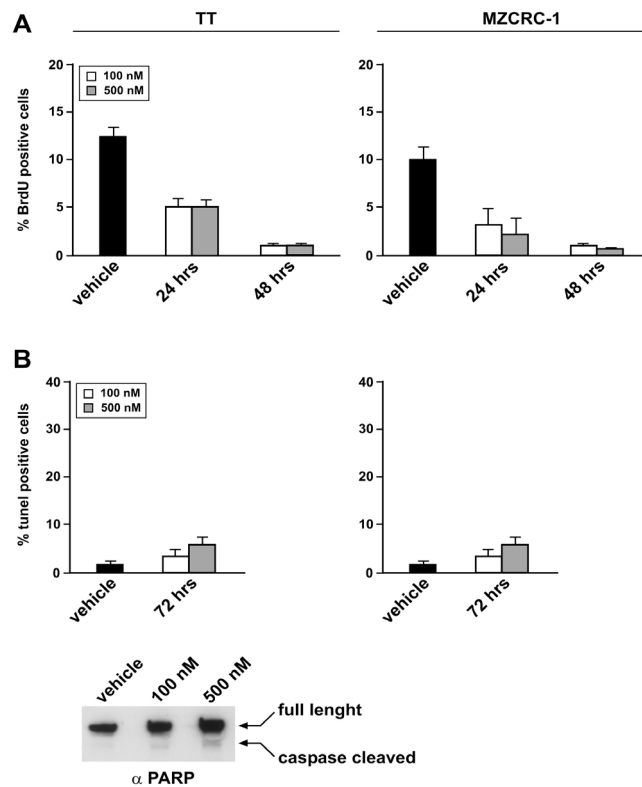 A
TT
MZCRC-1
% BrdU positive cells
20
15
10
5
0
100 nM
500 nM
vehicle
24 hrs
48 hrs
20
15
10
5
0
vehicle
24 hrs
48 hrs
B
% tunel positive cells
40
30
20
10
0
100 nM
500 nM
vehicle
72 hrs
40
30
20
10
0
vehicle
72 hrs
vehicle
100 nM
500 nM
full lenght
caspase cleaved
α PARP